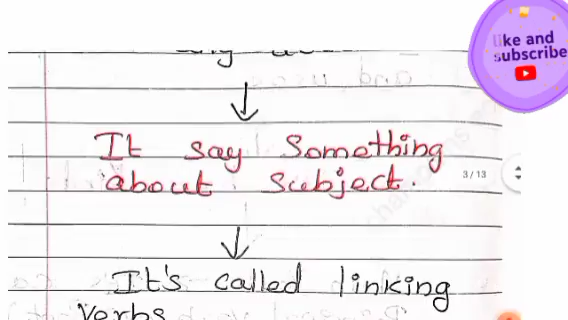 like and
subscribe
It say Something
about subject.
3/13
It's called linking
verbs